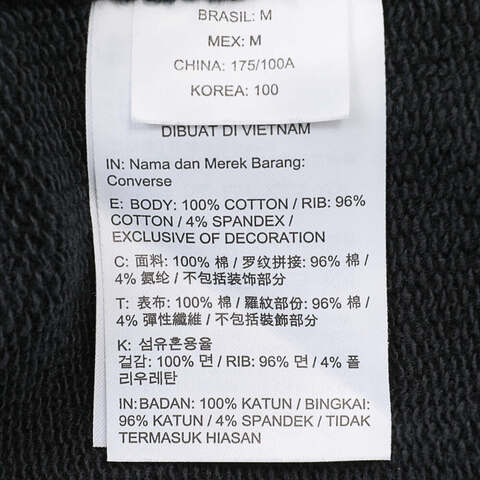 BRASIL: M
MEX: M
CHINA: 175/100A
KOREA: 100
DIBUAT DI VIETNAM
IN: Nama dan Merek Barang:
Converse
E: BODY: 100% COTTON / RIB: 96%
COTTON / 4% SPANDEX /
EXCLUSIVE OF DECORATION
C: 面料: 100% 棉 / 罗纹拼接: 96% 棉 /
4% 氨纶 / 不包括装饰部分
T: 表布: 100% 棉 / 羅紋部份: 96% 棉 /
4% 彈性纖維 / 不包括裝飾部分
K: 섬유혼용율
겉감: 100% 면 / RIB: 96% 면 / 4% 폴
리우레탄
IN: BADAN: 100% KATUN / BINGKAI:
96% KATUN / 4% SPANDEK / TIDAK
TERMASUK HIASAN